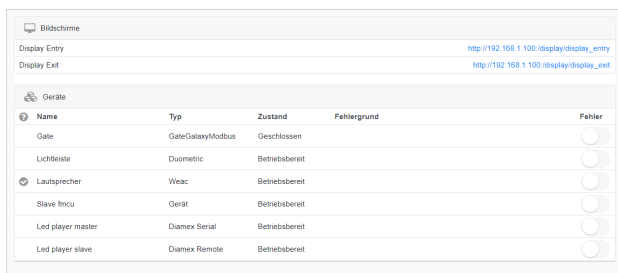 Bildschirme
Display Entry http://192.168.1.100:/display/display_entry
Display Exit http://192.168.1.100:/display/display_exit
Geräte
Name Typ Zustand Fehlergrund Fehler
Gate GateGalaxyModbus Geschlossen
Lichtleiste Duometric Betriebsbereit
Lautsprecher Weac Betriebsbereit
Slave fmcu Gerät Betriebsbereit
Led player master Diamex Serial Betriebsbereit
Led player slave Diamex Remote Betriebsbereit